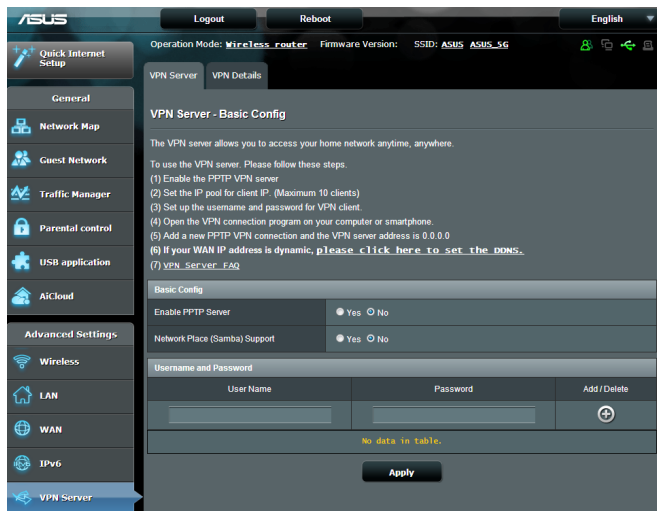 ASUS
Logout
Reboot
English
Quick Internet
Setup
General
Network Map
Guest Network
Traffic Manager
Parental control
USB application
AiCloud
Advanced Settings
Wireless
LAN
WAN
IPv6
VPN Server
Operation Mode: Wireless router Firmware Version: SSID: ASUS ASUS_5G
VPN Server
VPN Details
VPN Server - Basic Config
The VPN server allows you to access your home network anytime, anywhere.
To use the VPN server. Please follow these steps.
(1) Enable the PPTP VPN server
(2) Set the IP pool for client IP. (Maximum 10 clients)
(3) Set up the username and password for VPN client.
(4) Open the VPN connection program on your computer or smartphone.
(5) Add a new PPTP VPN connection and the VPN server address is 0.0.0.0
(6) If your WAN IP address is dynamic, please click here to set the DDNS.
(7) VPN Server FAQ
Basic Config
Enable PPTP Server Yes No
Network Place (Samba) Support Yes No
Username and Password
User Name Password Add / Delete
No data in table.
Apply